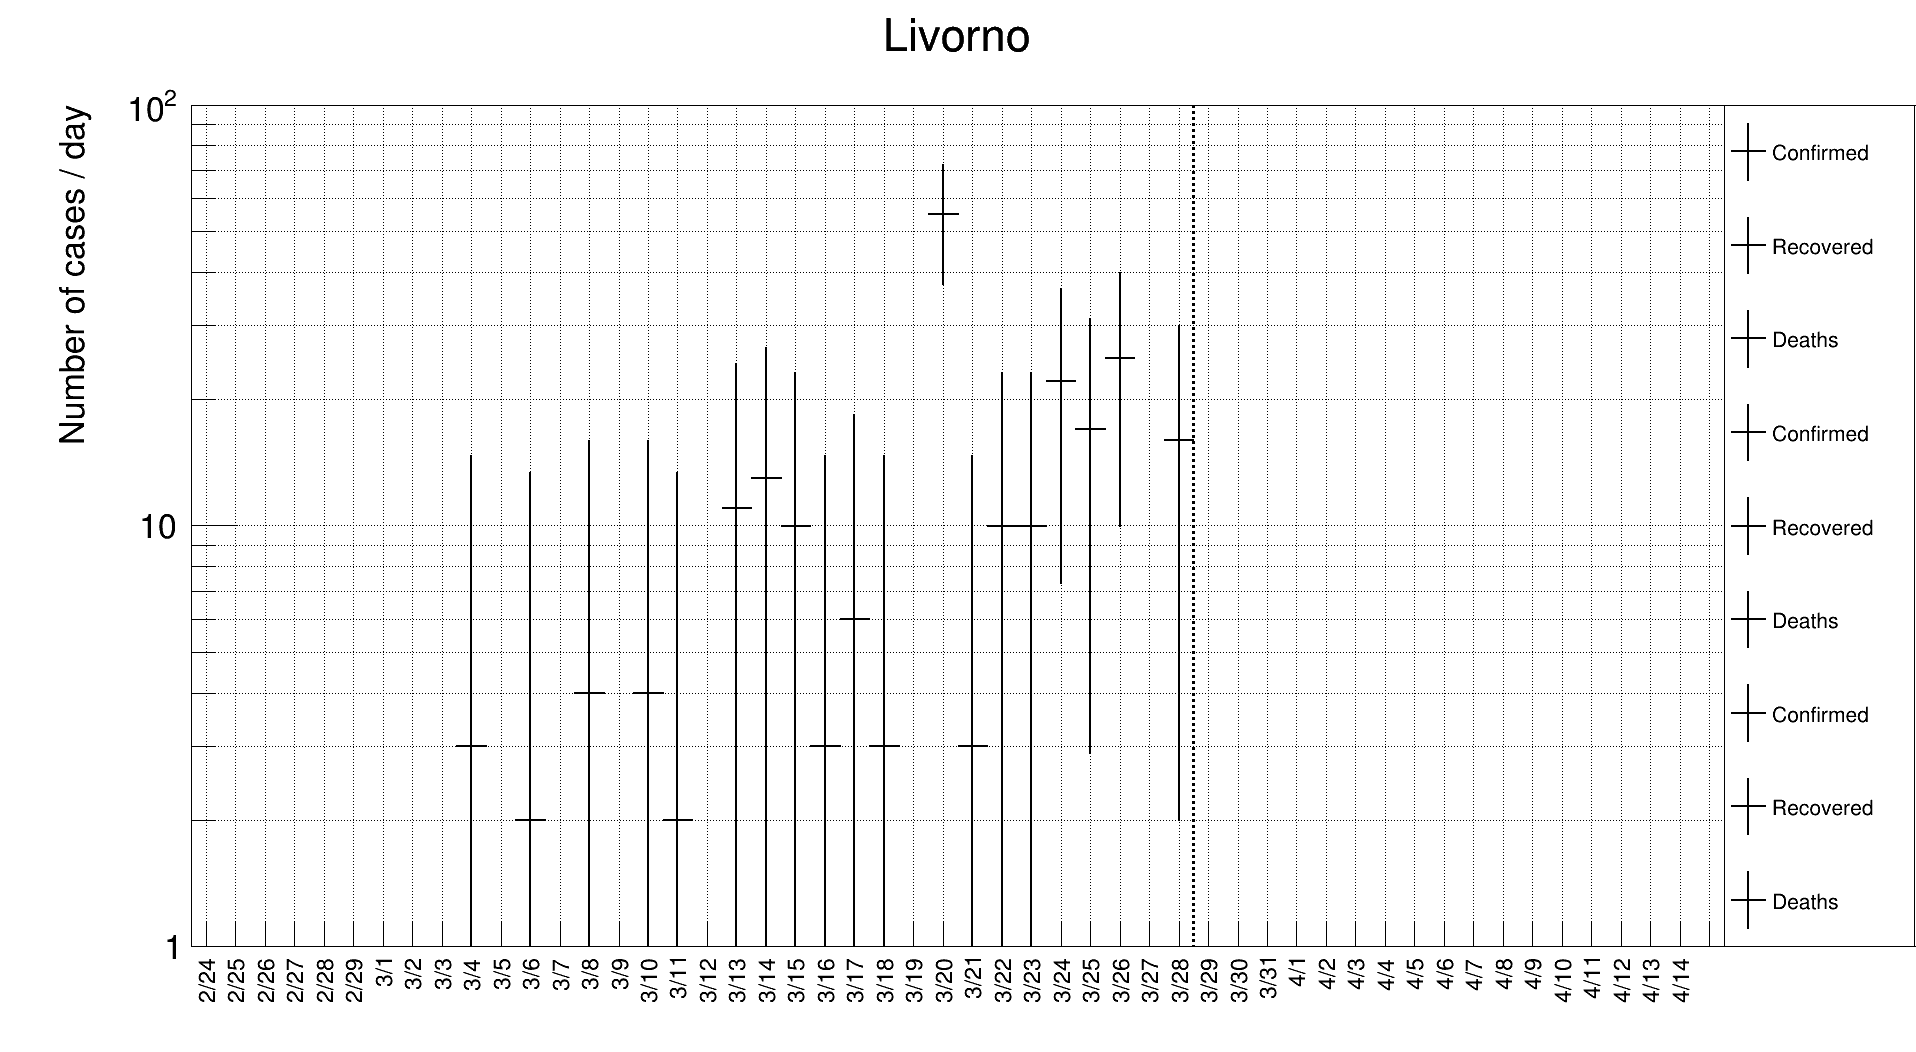 Livorno
Number of cases / day
10²
10
1
2/24 2/25 2/26 2/27 2/28 2/29 3/1 3/2 3/3 3/4 3/5 3/6 3/7 3/8 3/9 3/10 3/11 3/12 3/13 3/14 3/15 3/16 3/17 3/18 3/19 3/20 3/21 3/22 3/23 3/24 3/25 3/26 3/27 3/28 3/29 3/30 3/31 4/1 4/2 4/3 4/4 4/5 4/6 4/7 4/8 4/9 4/10 4/11 4/12 4/13 4/14
Confirmed
Recovered
Deaths
Confirmed
Recovered
Deaths
Confirmed
Recovered
Deaths